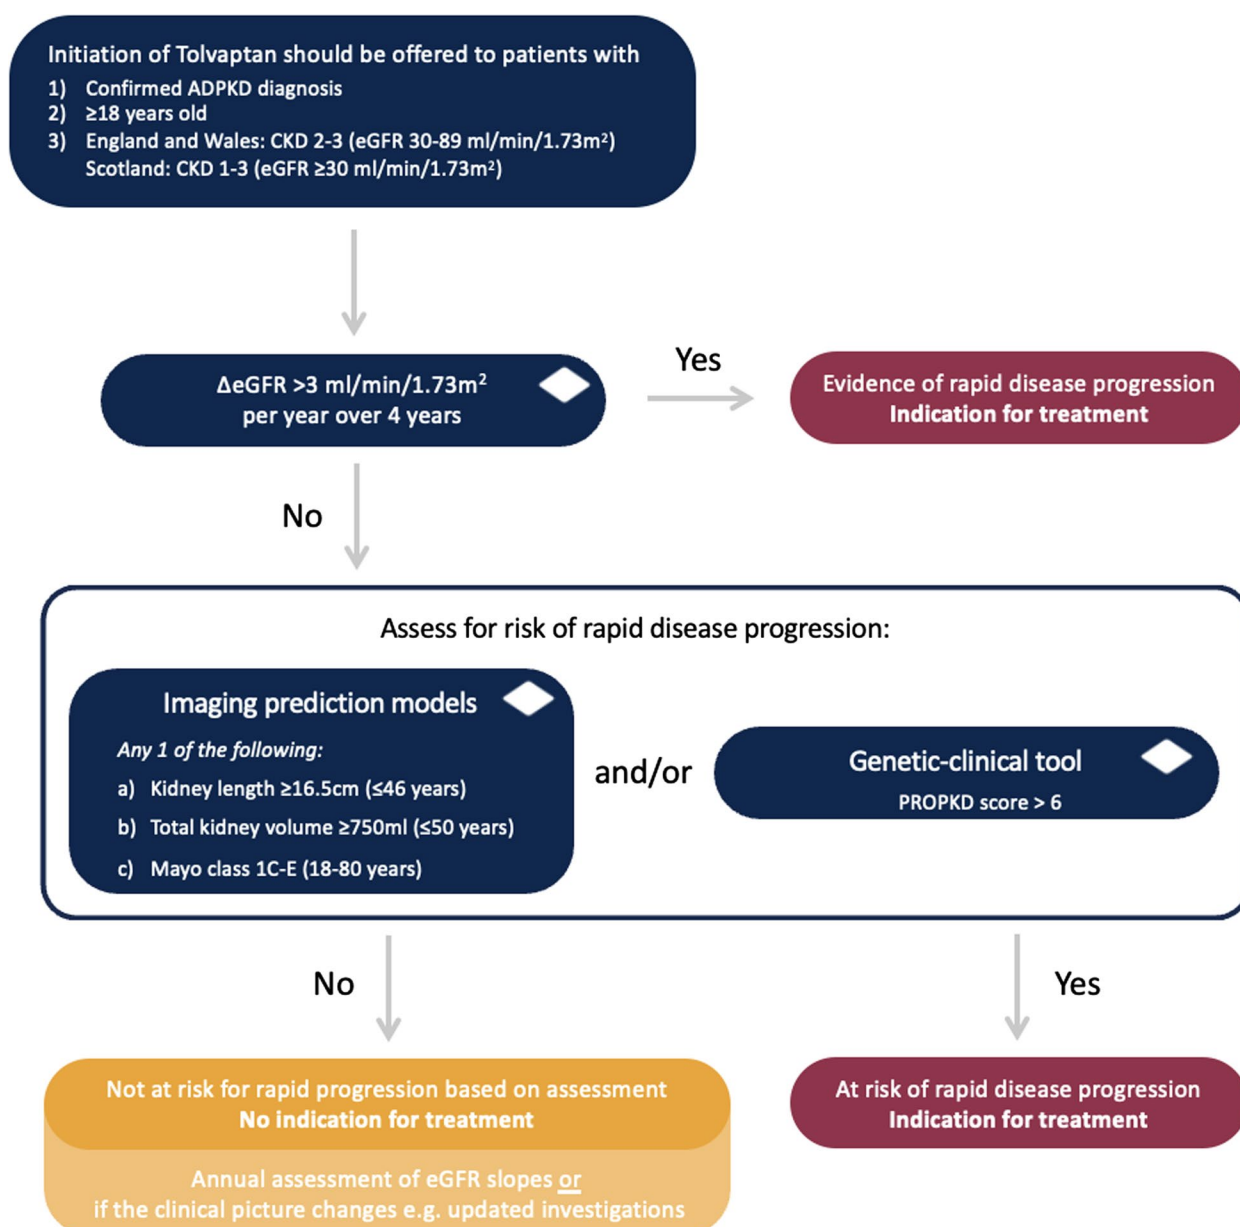 Initiation of Tolvaptan should be offered to patients with
1) Confirmed ADPKD diagnosis
2) ≥18 years old
3) England and Wales: CKD 2-3 (eGFR 30-89 ml/min/1.73m²)
Scotland: CKD 1-3 (eGFR ≥30 ml/min/1.73m²)
ΔeGFR >3 ml/min/1.73m²
per year over 4 years
Yes
Evidence of rapid disease progression
Indication for treatment
No
Assess for risk of rapid disease progression:
Imaging prediction models
Any 1 of the following:
a) Kidney length ≥16.5cm (≤46 years)
b) Total kidney volume ≥750ml (≤50 years)
c) Mayo class 1C-E (18-80 years)
and/or
Genetic-clinical tool
PROPKD score > 6
No
Yes
Not at risk for rapid progression based on assessment
No indication for treatment
Annual assessment of eGFR slopes or
if the clinical picture changes e.g. updated investigations
At risk of rapid disease progression
Indication for treatment